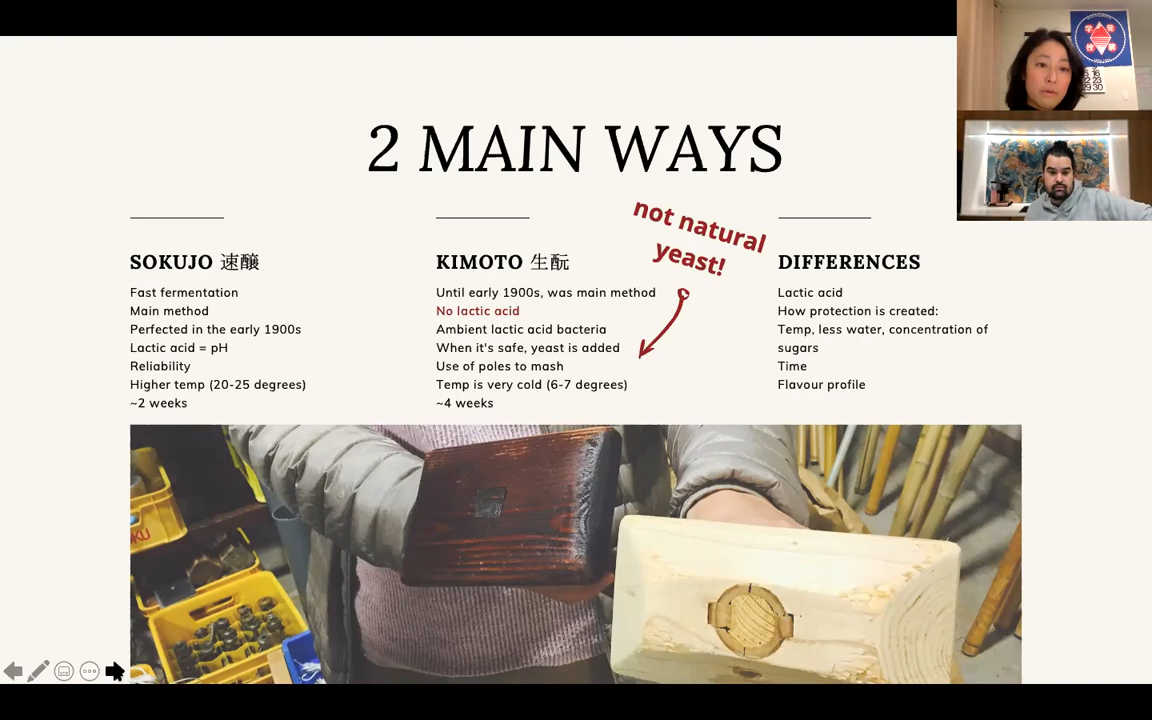 2 MAIN WAYS
not natural
yeast!
SOKUJO 速醸
Fast fermentation
Main method
Perfected in the early 1900s
Lactic acid = pH
Reliability
Higher temp (20-25 degrees)
~2 weeks
KIMOTO 生酛
Until early 1900s, was main method
No lactic acid
Ambient lactic acid bacteria
When it's safe, yeast is added
Use of poles to mash
Temp is very cold (6-7 degrees)
~4 weeks
DIFFERENCES
Lactic acid
How protection is created:
Temp, less water, concentration of
sugars
Time
Flavour profile